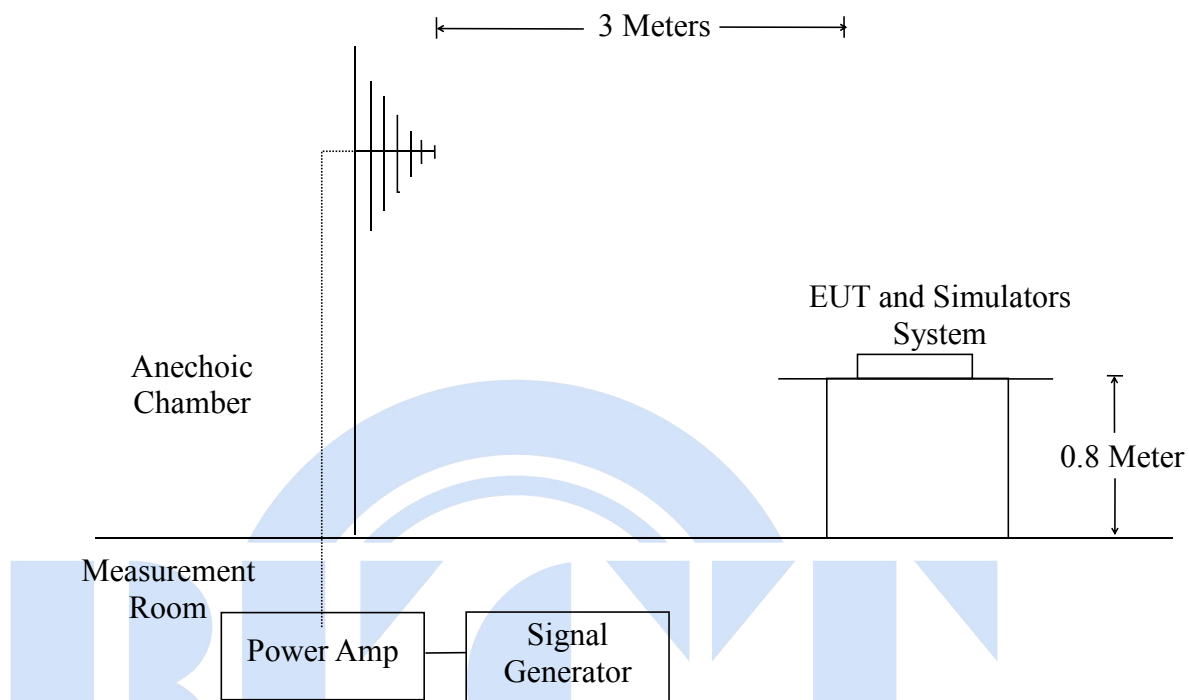 3 Meters
EUT and Simulators
System
Anechoic
Chamber
0.8 Meter
Measurement
Room
Power Amp
Signal
Generator